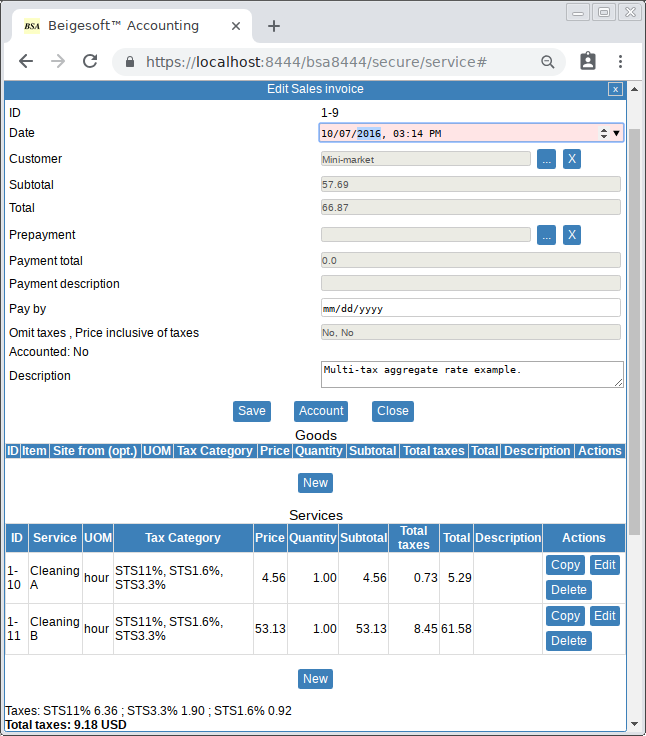 BSA Beigesoft™ Accounting
https://localhost:8444/bsa8444/secure/service#
Edit Sales invoice x
ID 1-9
Date 10/07/2016, 03:14 PM
Customer Mini-market ... X
Subtotal 57.69
Total 66.87
Prepayment ... X
Payment total 0.0
Payment description
Pay by mm/dd/yyyy
Omit taxes , Price inclusive of taxes No, No
Accounted: No
Description Multi-tax aggregate rate example.
Save Account Close
Goods
ID Item Site from (opt.) UOM Tax Category Price Quantity Subtotal Total taxes Total Description Actions
New
Services
ID Service UOM Tax Category Price Quantity Subtotal Total taxes Total Description Actions
1-10 Cleaning A hour STS11%, STS1.6%, STS3.3% 4.56 1.00 4.56 0.73 5.29 Copy Edit Delete
1-11 Cleaning B hour STS11%, STS1.6%, STS3.3% 53.13 1.00 53.13 8.45 61.58 Copy Edit Delete
New
Taxes: STS11% 6.36 ; STS3.3% 1.90 ; STS1.6% 0.92
Total taxes: 9.18 USD